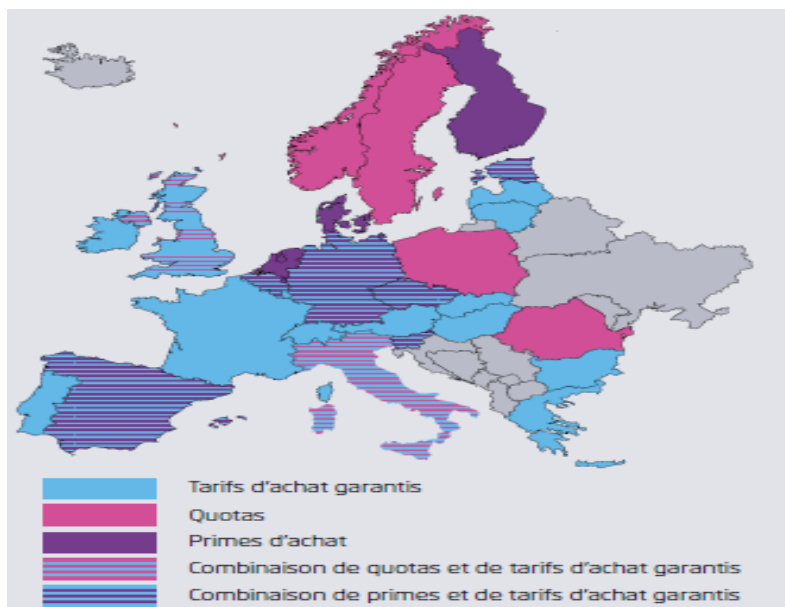 Tarifs d'achat garantis
Quotas
Primes d'achat
Combinaison de quotas et de tarifs d'achat garantis
Combinaison de primes et de tarifs d'achat garantis